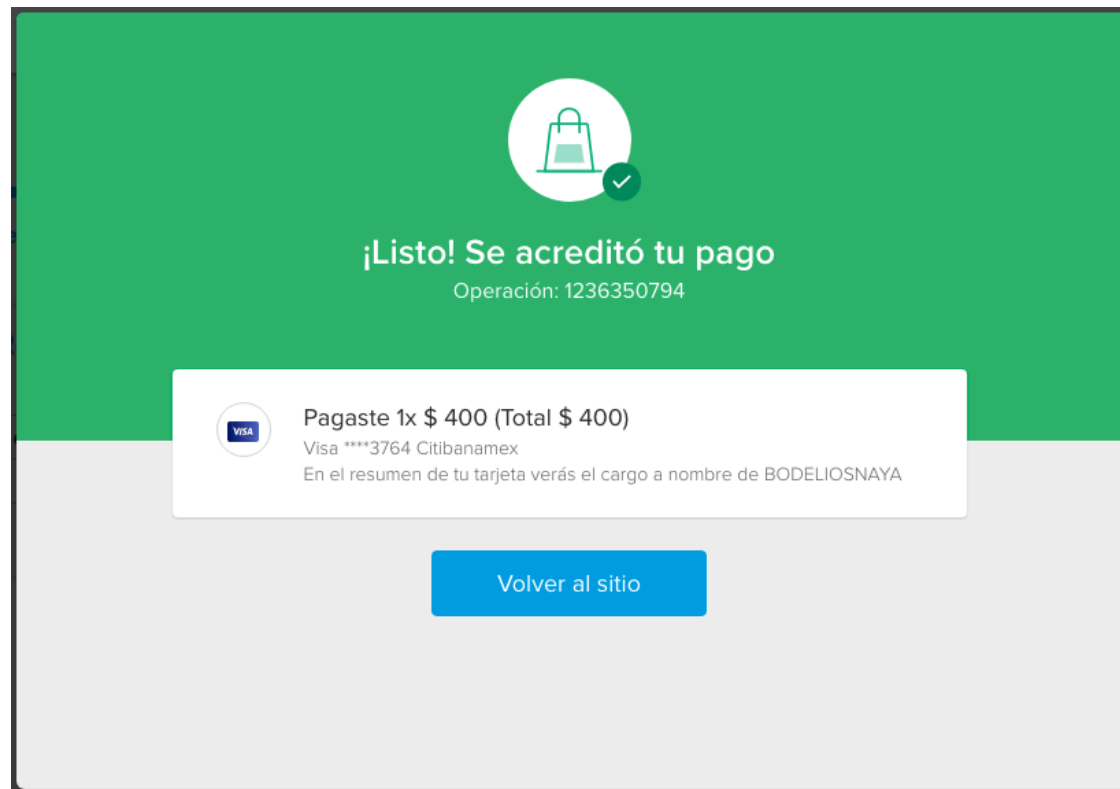 ¡Listo! Se acreditó tu pago
Operación: 1236350794
VISA
Pagaste 1x $ 400 (Total $ 400)
Visa ****3764 Citibanamex
En el resumen de tu tarjeta verás el cargo a nombre de BODELIOSNAYA
Volver al sitio